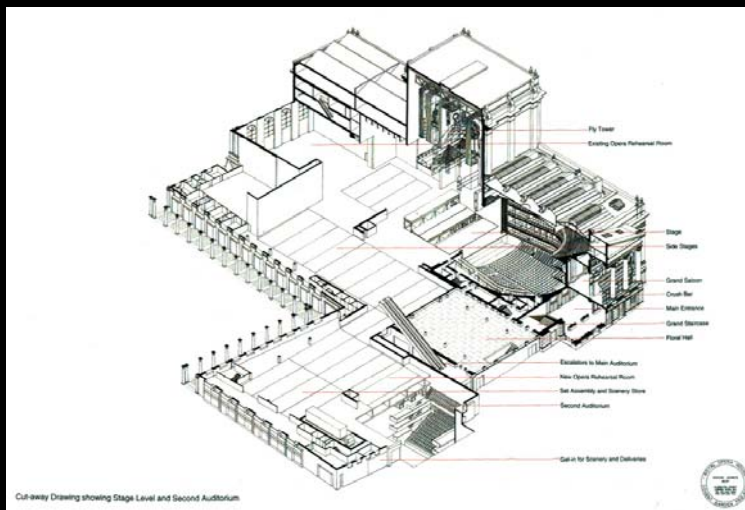 Fly Tower
Existing Opera Rehearsal Room
Stage
Side Stages
Grand Saloon
Crush Bar
Main Entrance
Grand Staircase
Floral Hall
Escalators to Main Auditorium
New Opera Rehearsal Room
Set Assembly and Scenery Store
Second Auditorium
Get-in for Scenery and Deliveries
Cut-away Drawing showing Stage Level and Second Auditorium